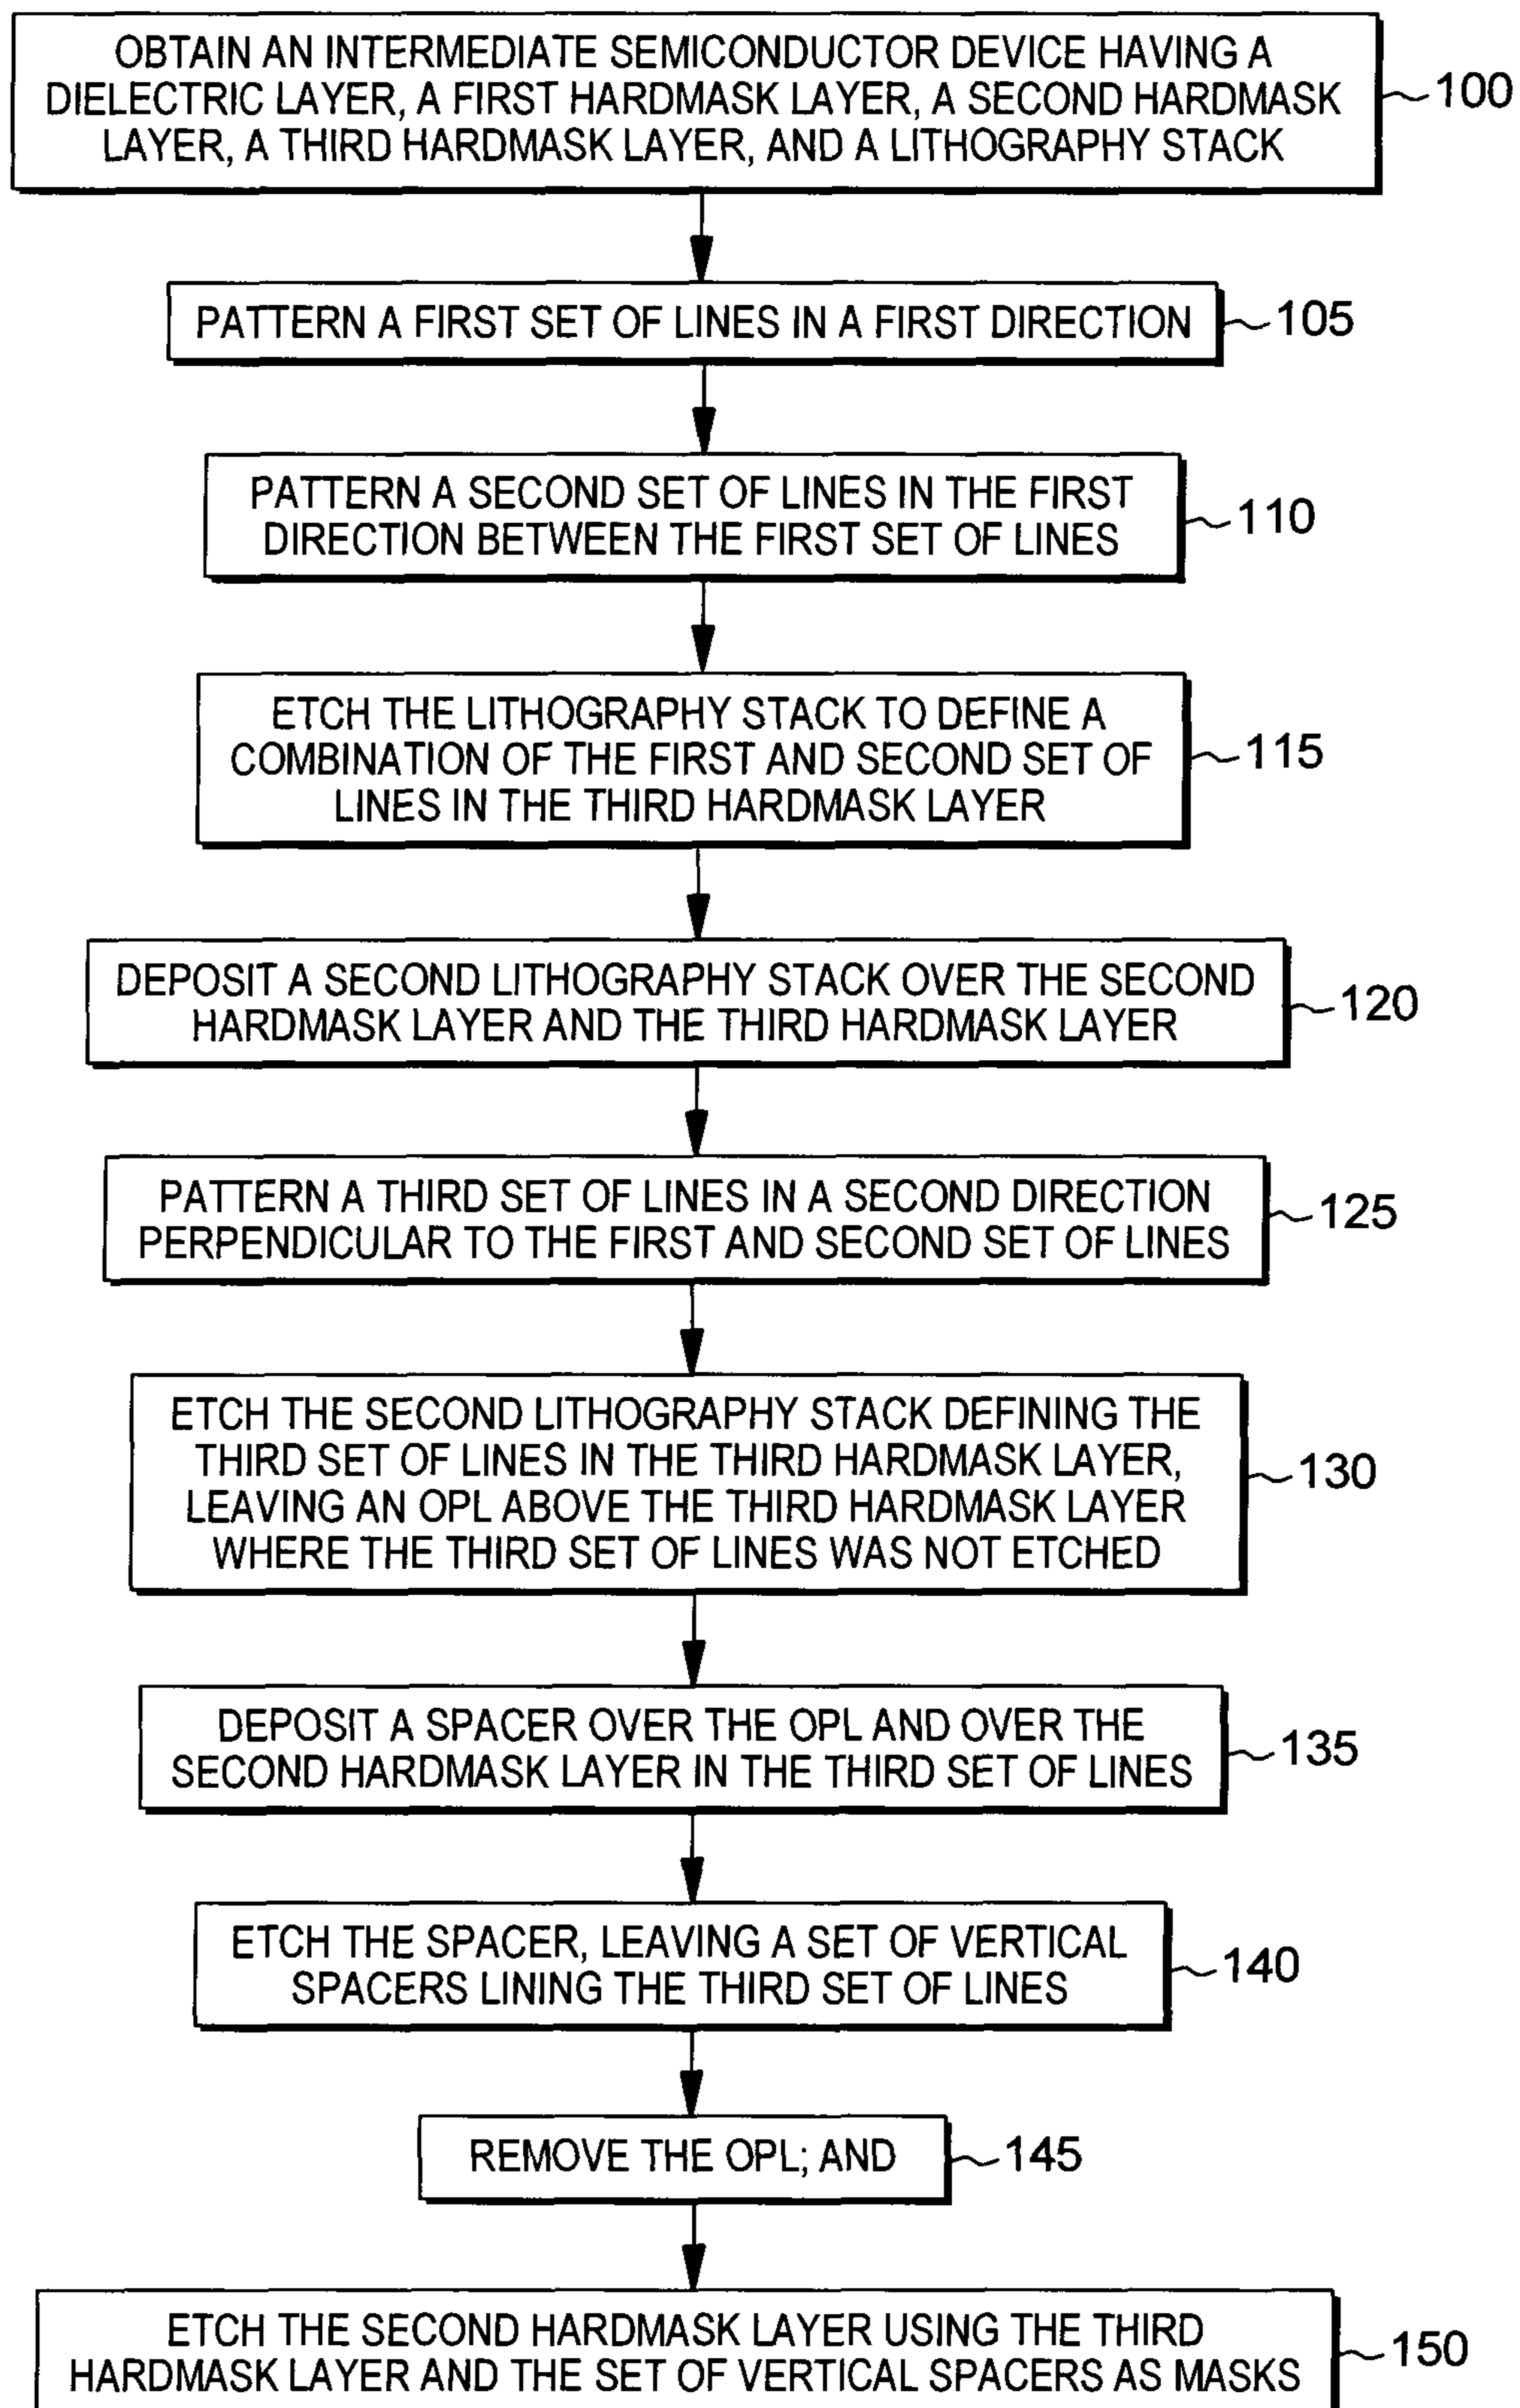 OBTAIN AN INTERMEDIATE SEMICONDUCTOR DEVICE HAVING A
DIELECTRIC LAYER, A FIRST HARDMASK LAYER, A SECOND HARDMASK
LAYER, A THIRD HARDMASK LAYER, AND A LITHOGRAPHY STACK
100
PATTERN A FIRST SET OF LINES IN A FIRST DIRECTION
105
PATTERN A SECOND SET OF LINES IN THE FIRST
DIRECTION BETWEEN THE FIRST SET OF LINES
110
ETCH THE LITHOGRAPHY STACK TO DEFINE A
COMBINATION OF THE FIRST AND SECOND SET OF
LINES IN THE THIRD HARDMASK LAYER
115
DEPOSIT A SECOND LITHOGRAPHY STACK OVER THE SECOND
HARDMASK LAYER AND THE THIRD HARDMASK LAYER
120
PATTERN A THIRD SET OF LINES IN A SECOND DIRECTION
PERPENDICULAR TO THE FIRST AND SECOND SET OF LINES
125
ETCH THE SECOND LITHOGRAPHY STACK DEFINING THE
THIRD SET OF LINES IN THE THIRD HARDMASK LAYER,
LEAVING AN OPL ABOVE THE THIRD HARDMASK LAYER
WHERE THE THIRD SET OF LINES WAS NOT ETCHED
130
DEPOSIT A SPACER OVER THE OPL AND OVER THE
SECOND HARDMASK LAYER IN THE THIRD SET OF LINES
135
ETCH THE SPACER, LEAVING A SET OF VERTICAL
SPACERS LINING THE THIRD SET OF LINES
140
REMOVE THE OPL; AND
145
ETCH THE SECOND HARDMASK LAYER USING THE THIRD
HARDMASK LAYER AND THE SET OF VERTICAL SPACERS AS MASKS
150